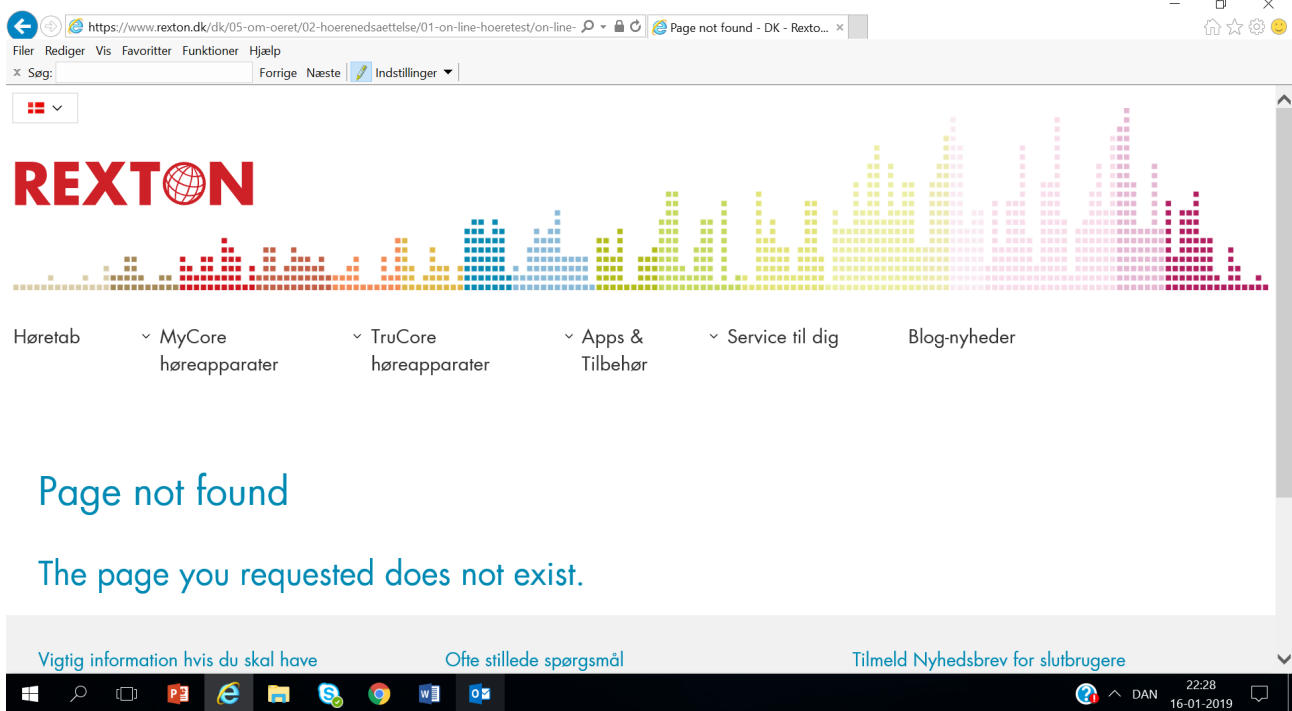 https://www.rexton.dk/dk/05-om-oeret/02-hoerenedsaettelse/01-on-line-hoeretest/on-line-
Page not found - DK - Rexto... ×
Filer Rediger Vis Favoritter Funktioner Hjælp
x Søg: Forrige Næste Indstillinger
REXTON
Høretab MyCore høreapparater TruCore høreapparater Apps & Tilbehør Service til dig Blog-nyheder
Page not found
The page you requested does not exist.
Vigtig information hvis du skal have Ofte stillede spørgsmål Tilmeld Nyhedsbrev for slutbrugere
DAN 22:28
16-01-2019